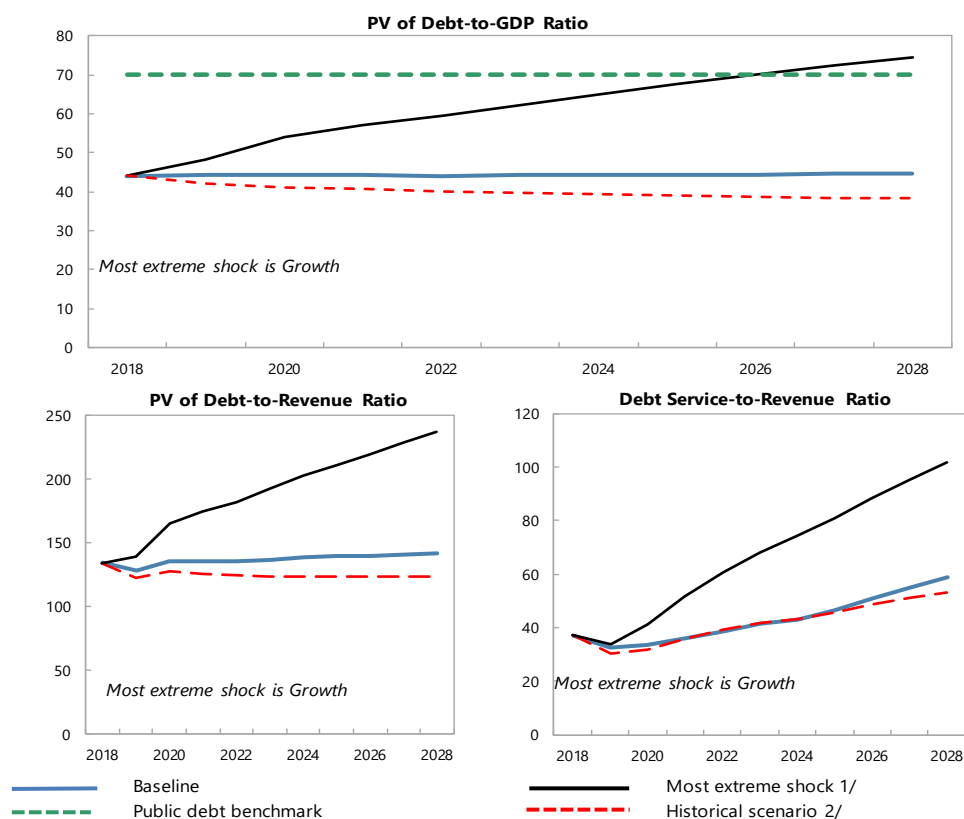 PV of Debt-to-GDP Ratio
90
80
70
60
50
40
30
20
10
0
Most extreme shock is Growth
2018 2020 2022 2024 2026 2028
PV of Debt-to-Revenue Ratio
250
200
150
100
50
0
Most extreme shock is Growth
2018 2020 2022 2024 2026 2028
Debt Service-to-Revenue Ratio
120
100
80
60
40
20
0
Most extreme shock is Growth
2018 2020 2022 2024 2026 2028
Baseline
Public debt benchmark
Most extreme shock 1/
Historical scenario 2/